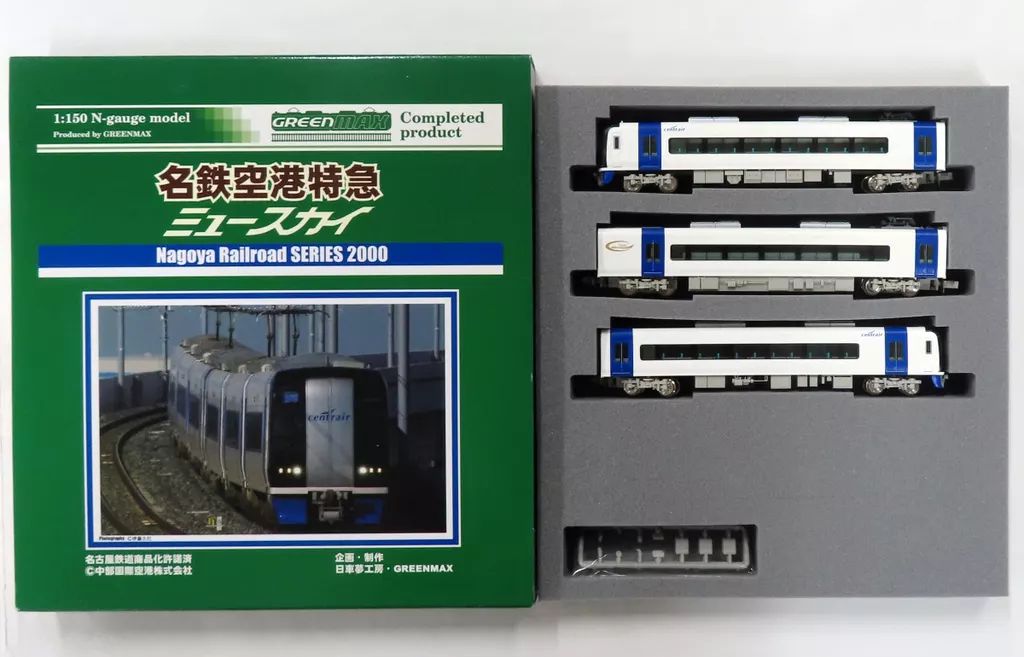 1:150 N-gauge model
Produced by GREENMAX
GREENMAX
Completed
product
名鉄空港特急
ミュースカイ
Nagoya Railroad SERIES 2000
centrair
名古屋鉄道商品化許諾済
©中部国際空港株式会社
企画・制作
日車夢工房・GREENMAX
centrair
centrair